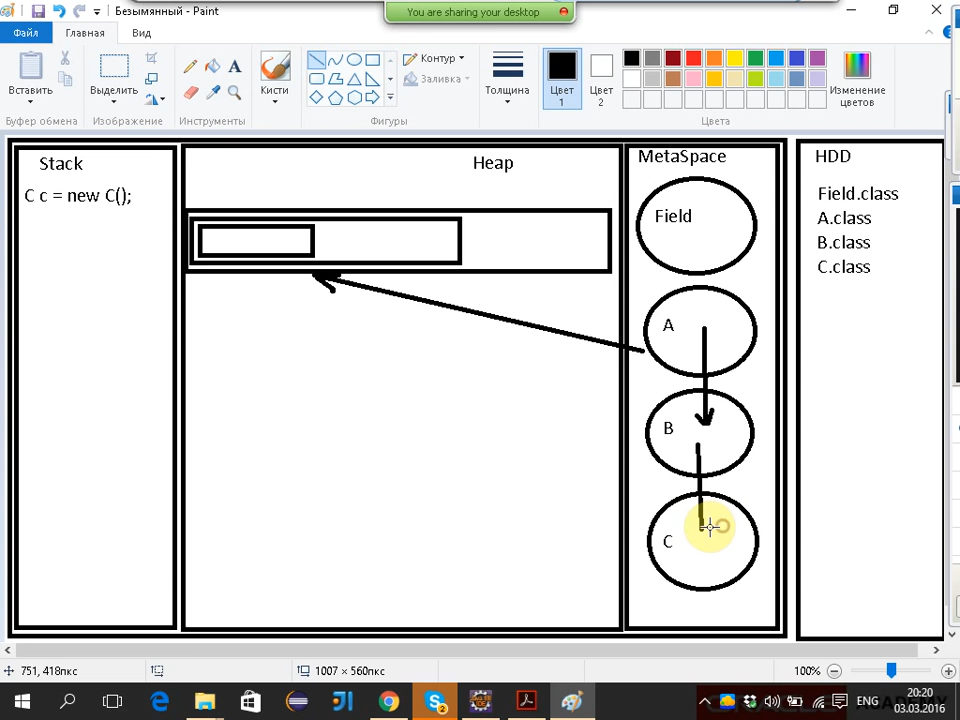 Безымянный - Paint
You are sharing your desktop
Файл
Главная
Вид
Вставить
Выделить
Кисти
Контур
Заливка
Толщина
Цвет 1
Цвет 2
Изменение цветов
Буфер обмена
Изображение
Инструменты
Фигуры
Цвета
Stack
Heap
MetaSpace
HDD
C c = new C();
Field
A
B
C
Field.class
A.class
B.class
C.class
751, 418пкс
1007 × 560пкс
100%
ENG
20:20
03.03.2016